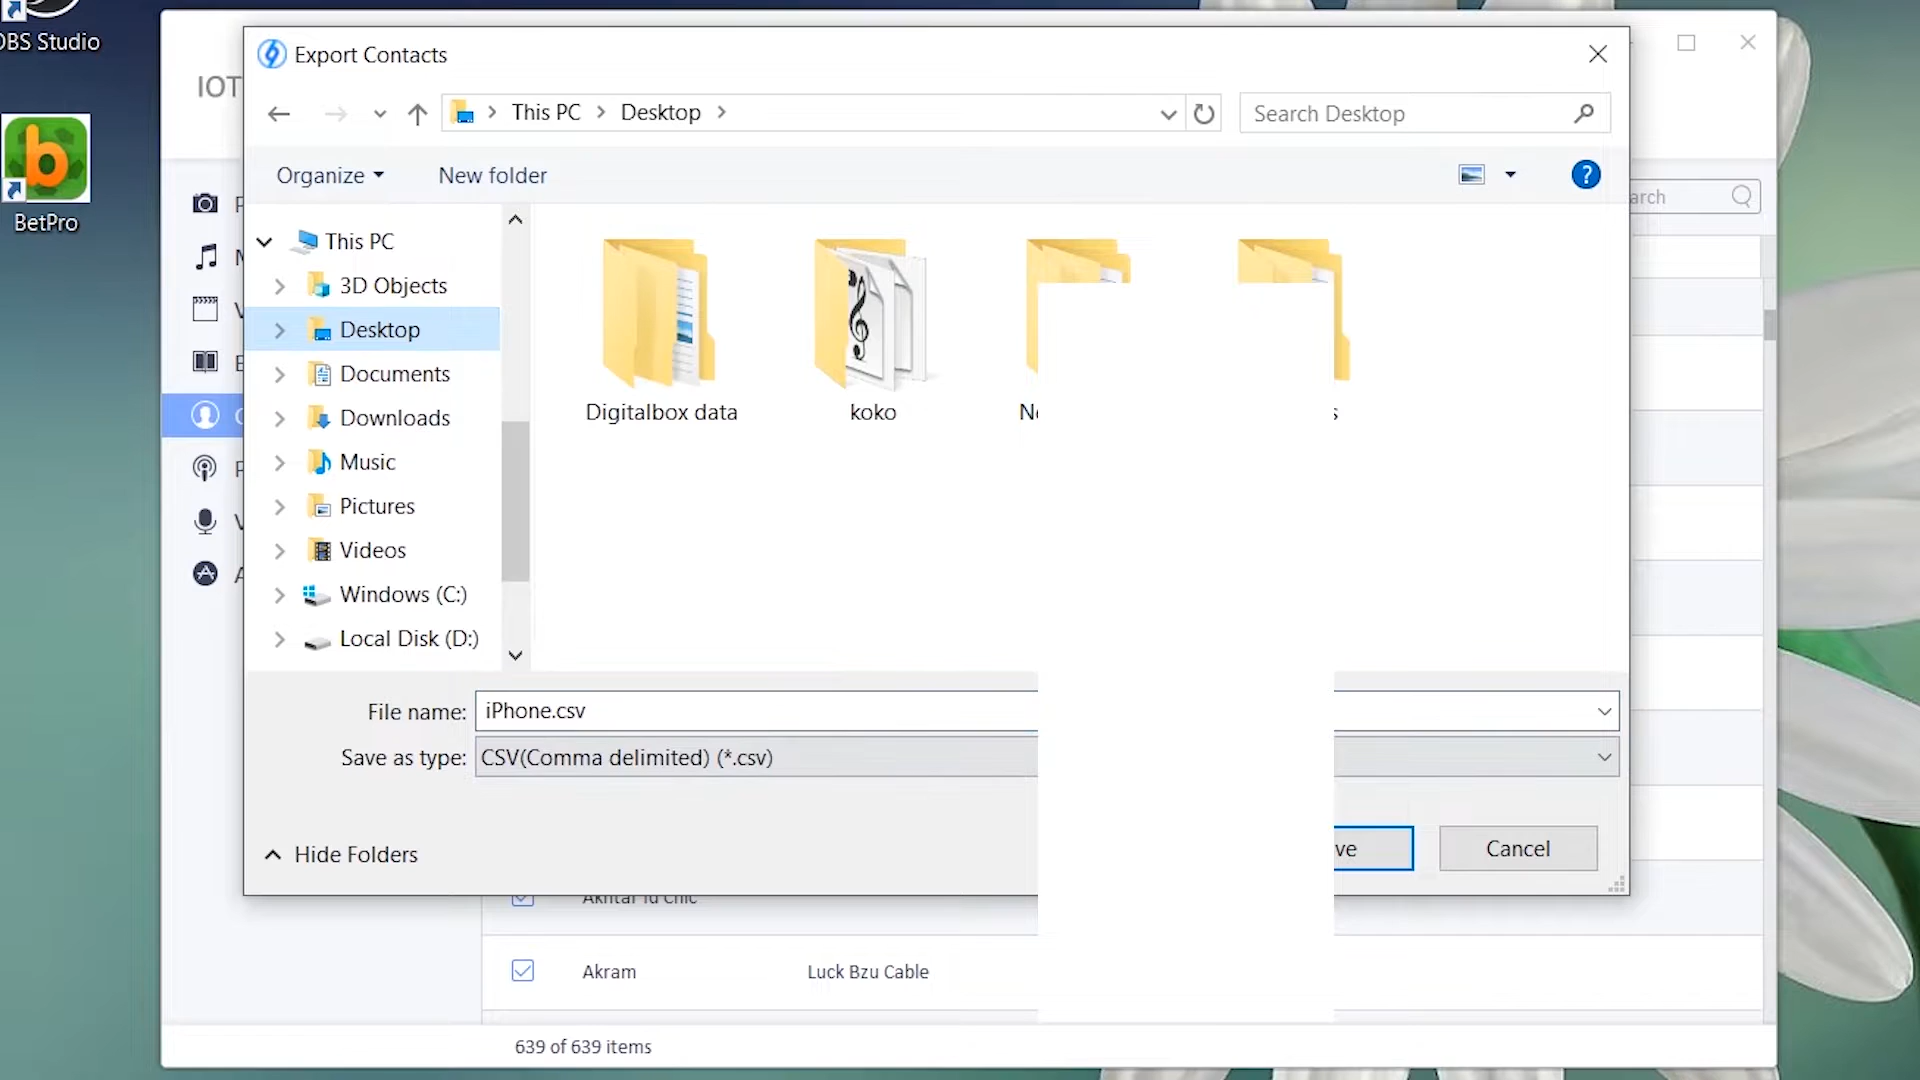 OBS Studio
BetPro
IOT
Export Contacts
This PC
Desktop
Search Desktop
Organize
New folder
This PC
3D Objects
Desktop
Documents
Downloads
Music
Pictures
Videos
Windows (C:)
Local Disk (D:)
Digitalbox data
koko
File name:
iPhone.csv
Save as type:
CSV(Comma delimited) (*.csv)
Hide Folders
Cancel
Akram
Luck Bzu Cable
639 of 639 items